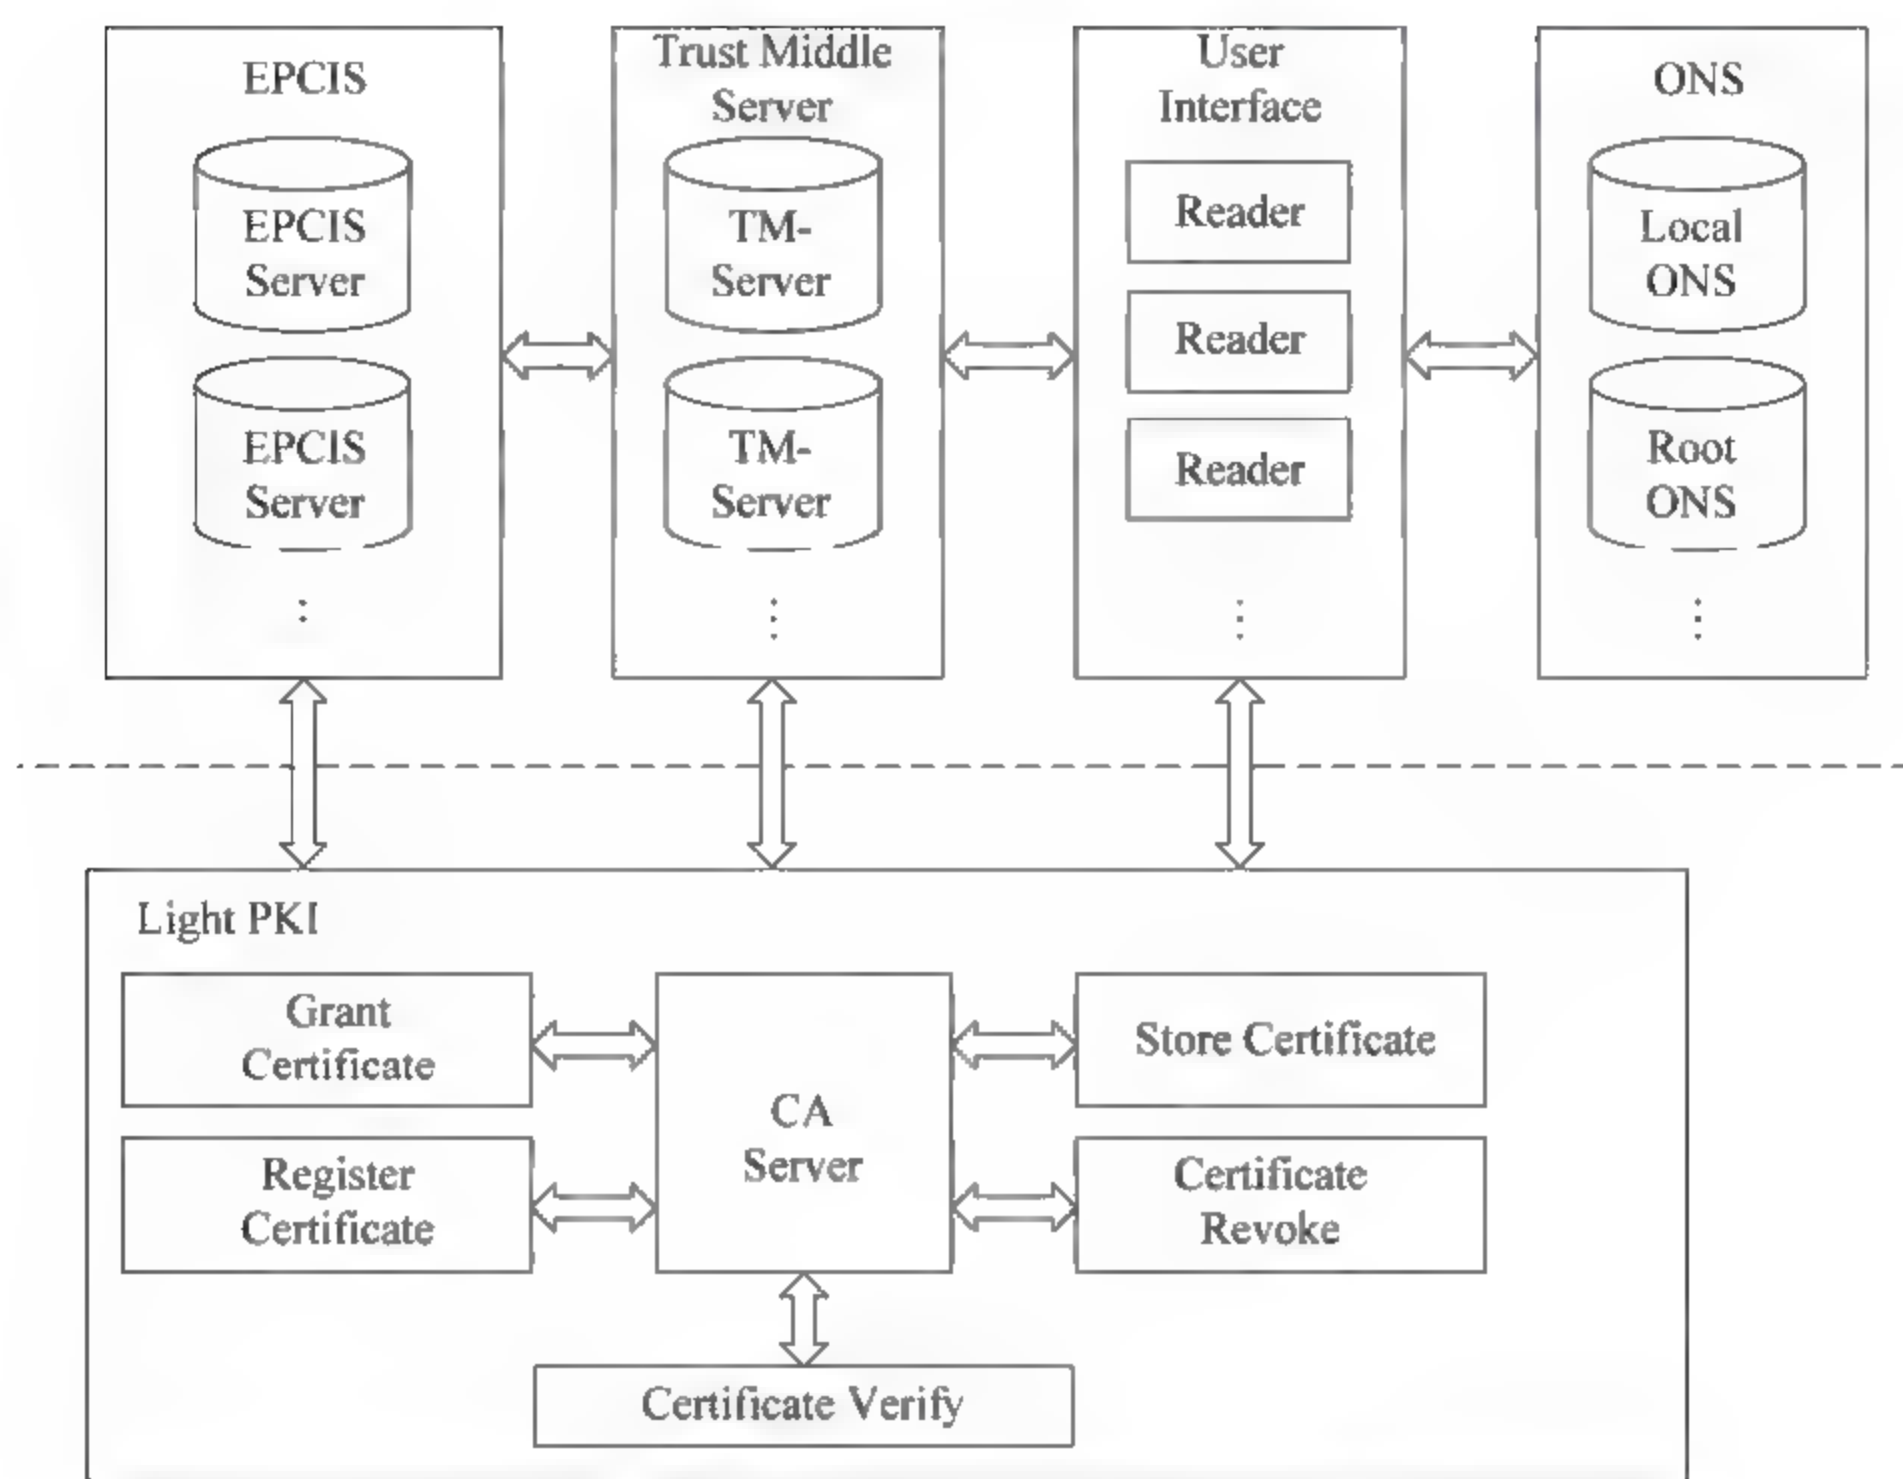 EPCIS
EPCIS
Server
EPCIS
Server
Trust Middle
Server
TM-
Server
TM-
Server
User
Interface
Reader
Reader
Reader
ONS
Local
ONS
Root
ONS
Light PKI
Grant
Certificate
Register
Certificate
CA
Server
Store Certificate
Certificate
Revoke
Certificate Verify